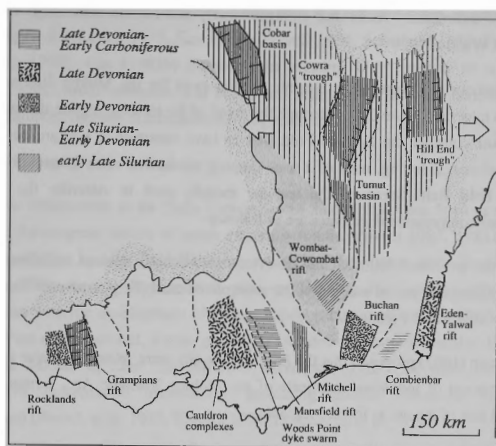 Late Devonian-
Early Carboniferous
Late Devonian
Early Devonian
Late Silurian-
Early Devonian
early Late Silurian
Cobar
basin
Cowra
"trough"
Hill End
"trough"
Tumut
basin
Wombat-
Cowombat
rift
Buchan
rift
Eden-
Yalwal
rift
Combienbar
rift
Mitchell
rift
Mansfield rift
Woods Point
dyke swarm
Cauldron
complexes
Grampians
rift
Rocklands
rift
150 km